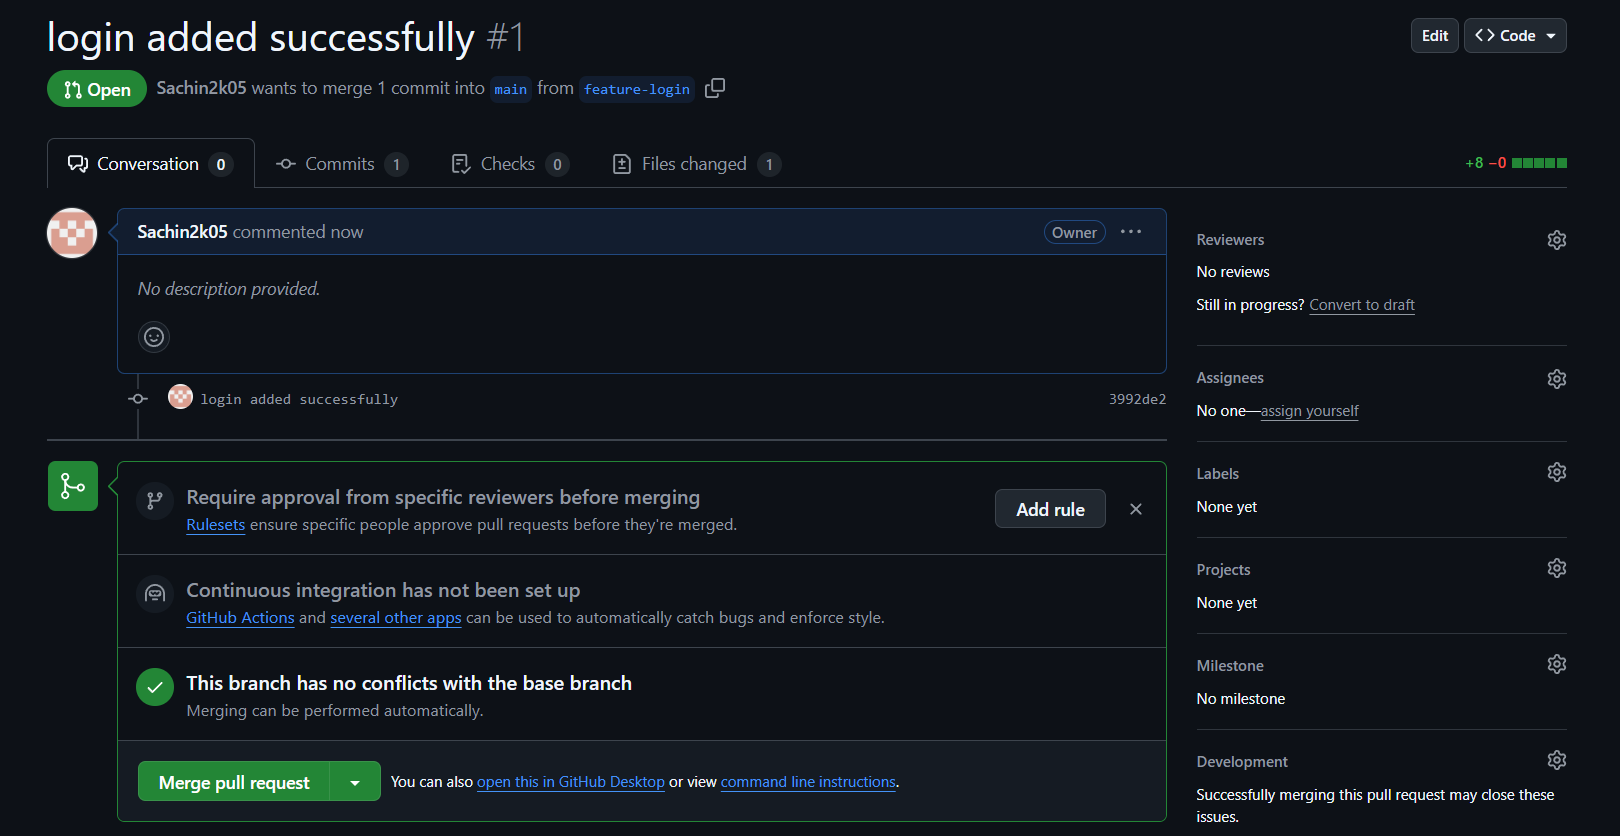 login added successfully #1
Edit
Code
Open
Sachin2k05 wants to merge 1 commit into main from feature-login
Conversation 0
Commits 1
Checks 0
Files changed 1
+8 −0
Sachin2k05 commented now
Owner
No description provided.
login added successfully
3992de2
Require approval from specific reviewers before merging
Rulesets ensure specific people approve pull requests before they're merged.
Add rule
Continuous integration has not been set up
GitHub Actions and several other apps can be used to automatically catch bugs and enforce style.
This branch has no conflicts with the base branch
Merging can be performed automatically.
Merge pull request
You can also open this in GitHub Desktop or view command line instructions.
Reviewers
No reviews
Still in progress? Convert to draft
Assignees
No one—assign yourself
Labels
None yet
Projects
None yet
Milestone
No milestone
Development
Successfully merging this pull request may close these
issues.